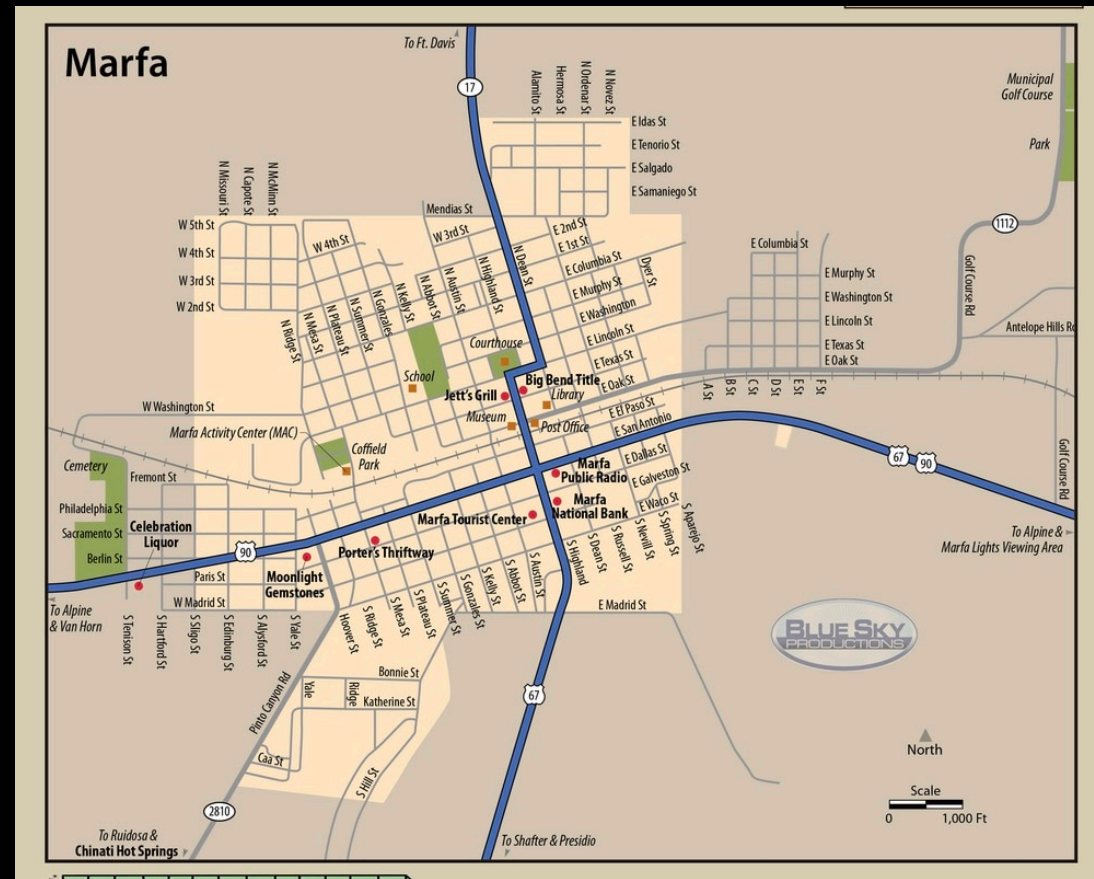 Marfa
To Ft. Davis
17
Municipal
Golf Course
Park
1112
Alamito St
Hermosa St
N Ordenar St
N Novez St
E Idas St
E Tenorio St
E Salgado
E Samaniego St
N Missouri St
N Capote St
N McMinn St
W 5th St
W 4th St
W 3rd St
W 2nd St
W 4th St
Mendias St
W 3rd St
E 2nd St
E 1st St
E Columbia St
E Murphy St
E Washington
E Lincoln St
E Texas St
E Oak St
N Dean St
Dyer St
N Ridge St
N Mesa St
N Plateau St
N Summer St
N Gonzales
N Kelly St
N Abbot St
N Austin St
N Highland St
E Columbia St
E Murphy St
E Washington St
E Lincoln St
E Texas St
E Oak St
A St
B St
C St
D St
E St
F St
Golf Course Rd
Antelope Hills Rd
Golf Course Rd
Courthouse
School
Jett's Grill
Big Bend Title
Library
Museum
Post Office
W Washington St
Marfa Activity Center (MAC)
Coffield
Park
E El Paso St
E San Antonio
E Dallas St
E Galveston St
E Waco St
67
90
Cemetery
Fremont St
Philadelphia St
Sacramento St
Berlin St
Celebration
Liquor
90
Paris St
W Madrid St
Marfa
Public Radio
Marfa
National Bank
Marfa Tourist Center
Porter's Thriftway
Moonlight
Gemstones
To Alpine
& Van Horn
To Alpine &
Marfa Lights Viewing Area
S Jenison St
S Hartford St
S Sligo St
S Edinburg St
S Alysford St
S Yale St
Hoover St
S Ridge St
S Mesa St
S Plateau St
S Summer St
S Gonzales St
S Kelly St
S Abbot St
S Austin St
S Highland
S Dean St
S Russell St
S Nevill St
S Spring St
S Aparejo St
E Madrid St
Bonnie St
Yale
Ridge
Katherine St
Pinto Canyon Rd
Caa St
S Hill St
67
2810
BLUE SKY
PRODUCTIONS
North
Scale
0
1,000 Ft
To Ruidosa &
Chinati Hot Springs
To Shafter & Presidio